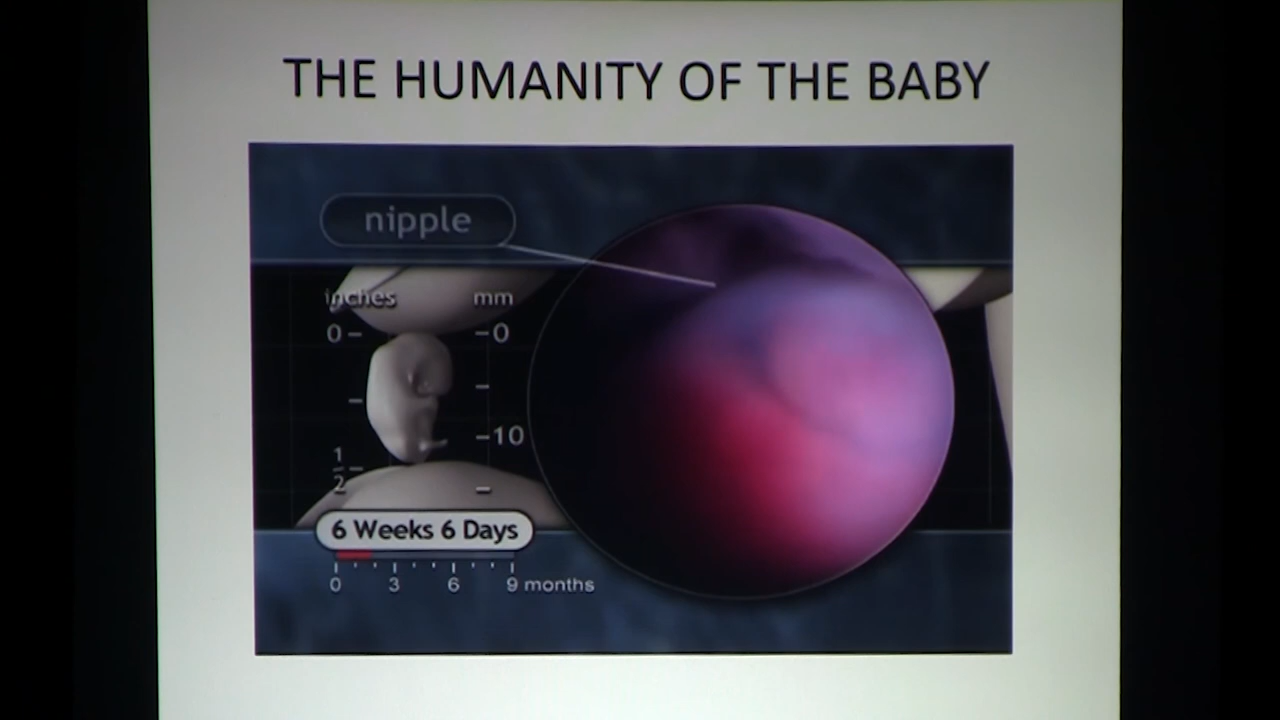 THE HUMANITY OF THE BABY
nipple
inches mm
0 0
10
1/2
6 Weeks 6 Days
0 3 6 9 months